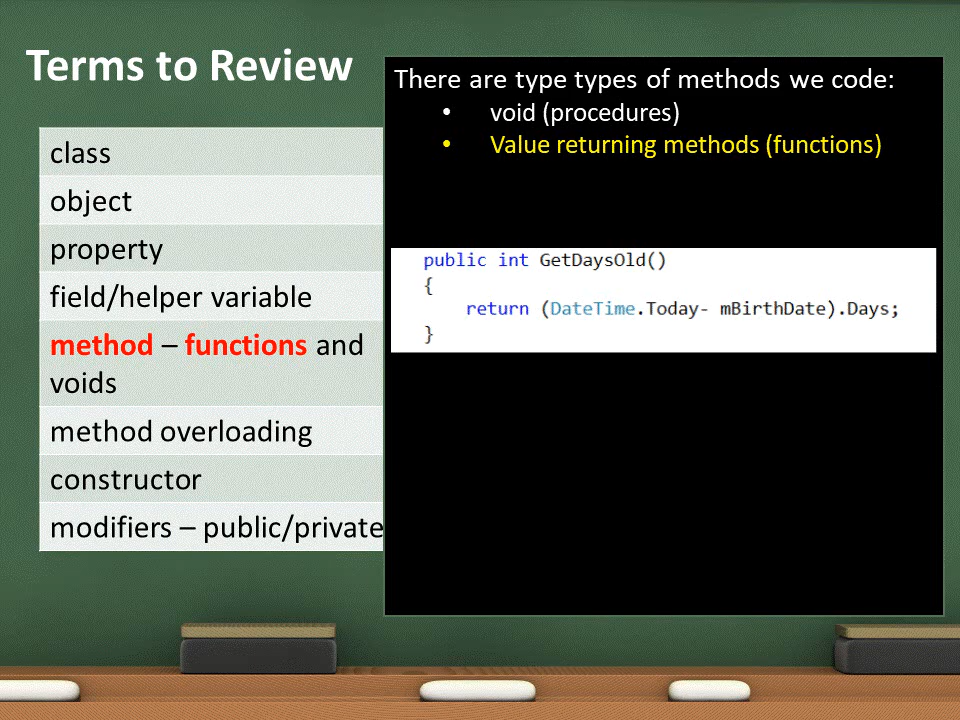 Terms to Review
class
object
property
field/helper variable
method – functions and
voids
method overloading
constructor
modifiers – public/private
There are type types of methods we code:
• void (procedures)
• Value returning methods (functions)
public int GetDaysOld()
{
return (DateTime.Today- mBirthDate).Days;
}